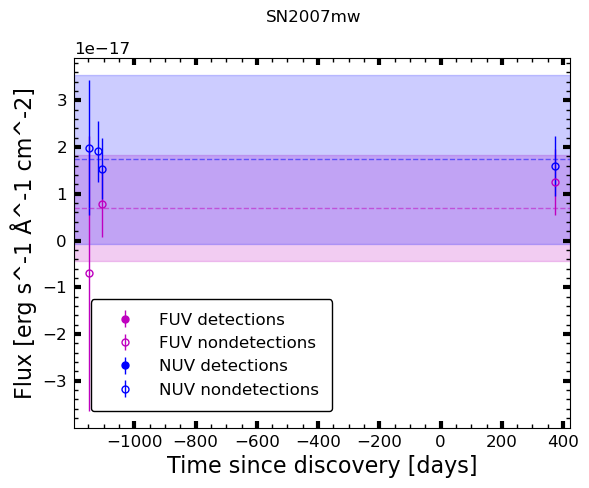 SN2007mw
1e−17
3
2
1
0
−1
−2
−3
Flux [erg s^-1 Å^-1 cm^-2]
FUV detections
FUV nondetections
NUV detections
NUV nondetections
−1000 −800 −600 −400 −200 0 200 400
Time since discovery [days]